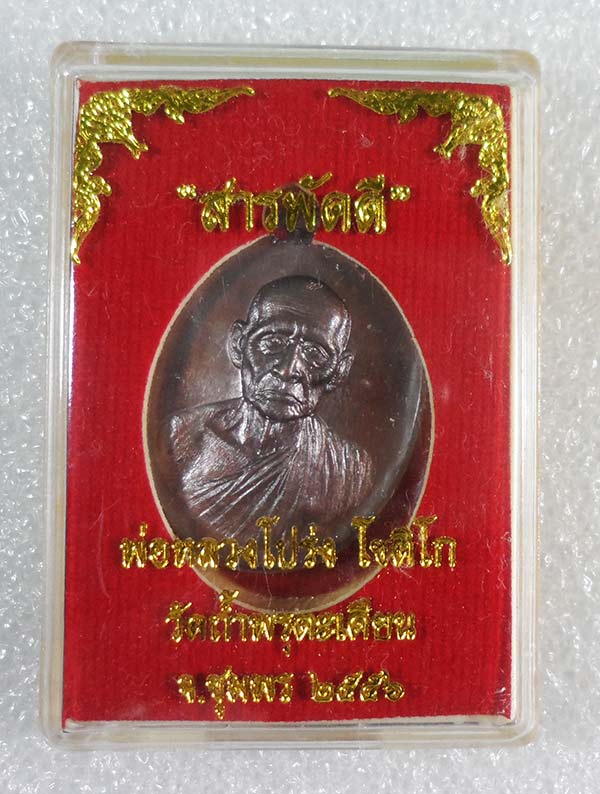 "สารพัดดี"
พ่อหลวงโปร่ง โชติโก
วัดถ้ำพรุตะเคียน
จ.ชุมพร ๒๕๕๖